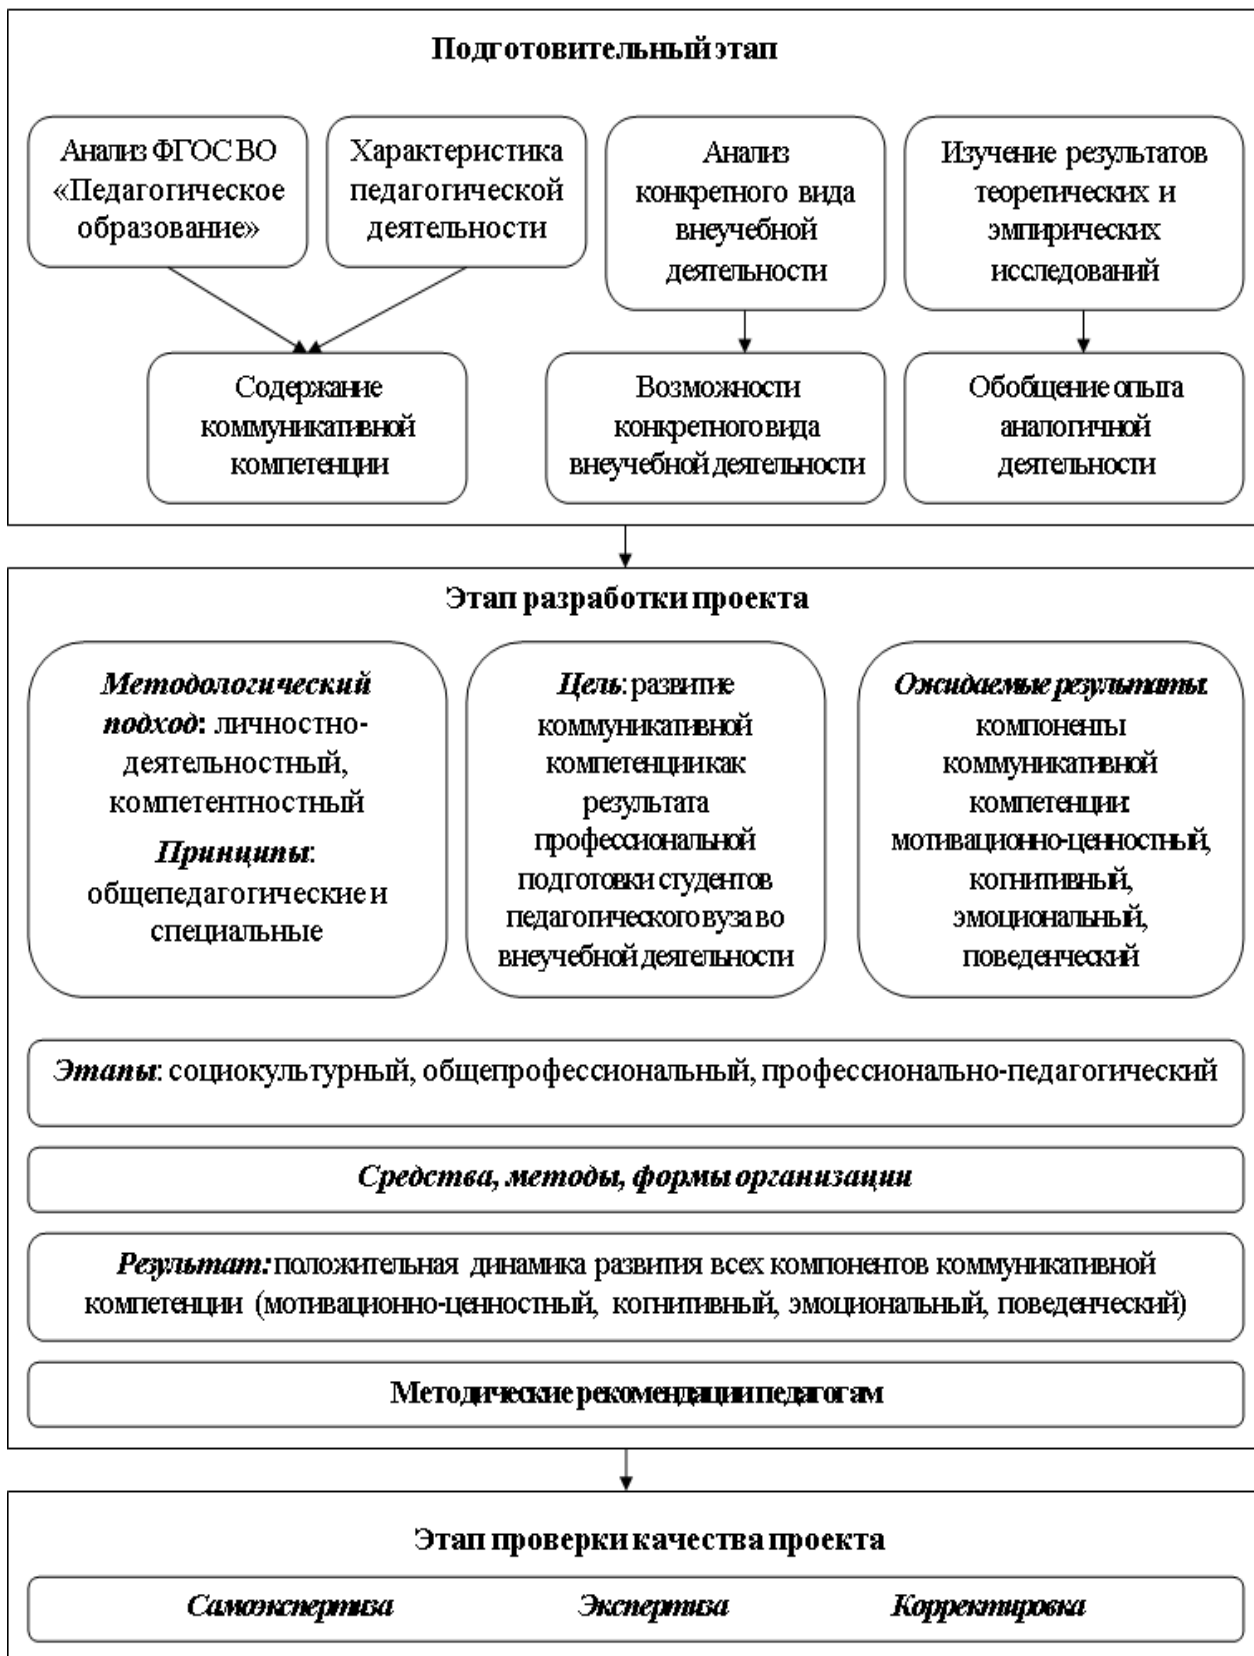 Подготовительный этап
Анализ ФГОС ВО
«Педагогическое
образование»
Характеристика
педагогической
деятельности
Анализ
конкретного вида
внеучебной
деятельности
Изучение результатов
теоретических и
эмпирических
исследований
Содержание
коммуникативной
компетенции
Возможности
конкретного вида
внеучебной деятельности
Обобщение опыта
аналогичной
деятельности
Этап разработки проекта
Методологический
подход: личностно-
деятельностный,
компетентностный
Принципы:
общепедагогические и
специальные
Цель: развитие
коммуникативной
компетенции как
результата
профессиональной
подготовки студентов
педагогического вуза во
внеучебной деятельности
Ожидаемые результаты:
компоненты
коммуникативной
компетенции:
мотивационно-ценностный,
когнитивный,
эмоциональный,
поведенческий
Этапы: социокультурный, общепрофессиональный, профессионально-педагогический
Средства, методы, формы организации
Результат: положительная динамика развития всех компонентов коммуникативной
компетенции (мотивационно-ценностный, когнитивный, эмоциональный, поведенческий)
Методические рекомендации педагогам
Этап проверки качества проекта
Самоэкспертиза Экспертиза Корректировка